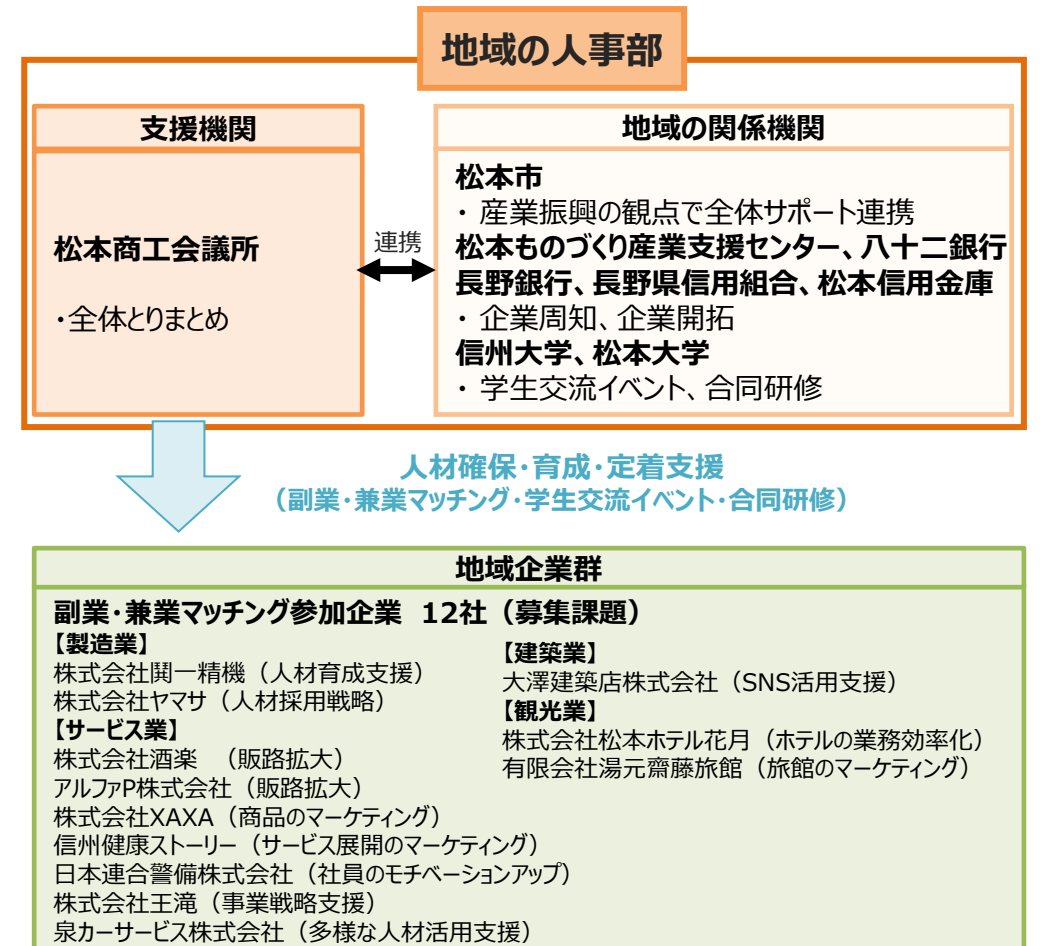 地域の人事部
支援機関
松本商工会議所
・全体とりまとめ
連携
地域の関係機関
松本市
・ 産業振興の観点で全体サポート連携
松本ものづくり産業支援センター、八十二銀行
長野銀行、長野県信用組合、松本信用金庫
・ 企業周知、企業開拓
信州大学、松本大学
・ 学生交流イベント、合同研修
人材確保・育成・定着支援
（副業・兼業マッチング・学生交流イベント・合同研修）
地域企業群
副業・兼業マッチング参加企業 12社（募集課題）
【製造業】
株式会社鬨一精機（人材育成支援）
株式会社ヤマサ（人材採用戦略）
【サービス業】
株式会社酒楽 （販路拡大）
アルファP株式会社（販路拡大）
株式会社XAXA（商品のマーケティング）
信州健康ストーリー（サービス展開のマーケティング）
日本連合警備株式会社（社員のモチベーションアップ）
株式会社王滝（事業戦略支援）
泉カーサービス株式会社（多様な人材活用支援）
【建築業】
大澤建築店株式会社（SNS活用支援）
【観光業】
株式会社松本ホテル花月（ホテルの業務効率化）
有限会社湯元齋藤旅館（旅館のマーケティング）